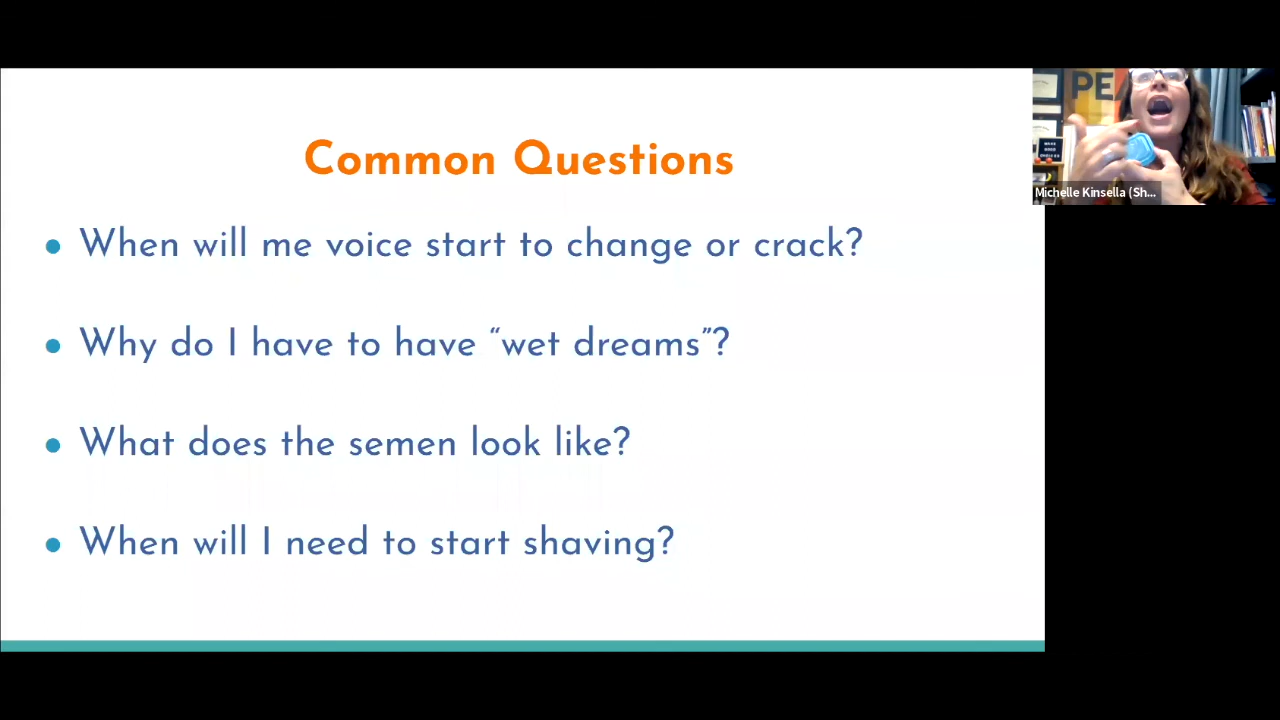 Common Questions
When will me voice start to change or crack?
Why do I have to have “wet dreams”?
What does the semen look like?
When will I need to start shaving?
PE
Michelle Kinsella (Sh...